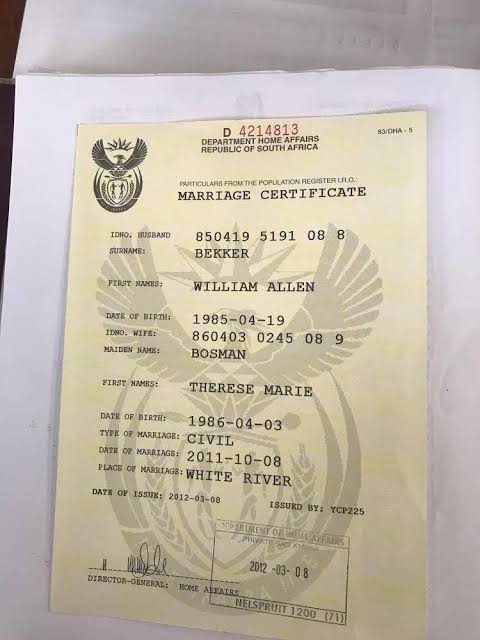 D 4214813
83/DHA - 5
DEPARTMENT HOME AFFAIRS
REPUBLIC OF SOUTH AFRICA
PARTICULARS FROM THE POPULATION REGISTER I.R.O.:
MARRIAGE CERTIFICATE
IDNO. HUSBAND 850419 5191 08 8
SURNAME: BEKKER
FIRST NAMES: WILLIAM ALLEN
DATE OF BIRTH: 1985-04-19
IDNO. WIFE: 860403 0245 08 9
MAIDEN NAME: BOSMAN
FIRST NAMES: THERESE MARIE
DATE OF BIRTH: 1986-04-03
TYPE OF MARRIAGE: CIVIL
DATE OF MARRIAGE: 2011-10-08
PLACE OF MARRIAGE: WHITE RIVER
DATE OF ISSUE: 2012-03-08
ISSUED BY: YCP225
DEPARTMENT OF HOME AFFAIRS
PRIVATE BAG
2012 -03- 08
NELSPRUIT 1200 (71)
DIRECTOR-GENERAL: HOME AFFAIRS